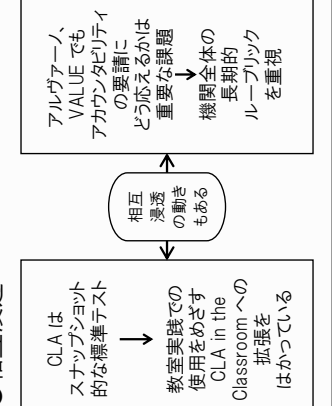 CLA は
スナップショット
的な標準テスト
教室実践での
使用をめざす
CLA in the
Classroom への
拡張を
はかっている
相互
浸透
の動き
もある
アルヴァーノ、
VALUE でも
アカウンタビリティ
の要請に
どう応えるかは
重要な課題
機関全体の
長期的
ルーブリック
を重視